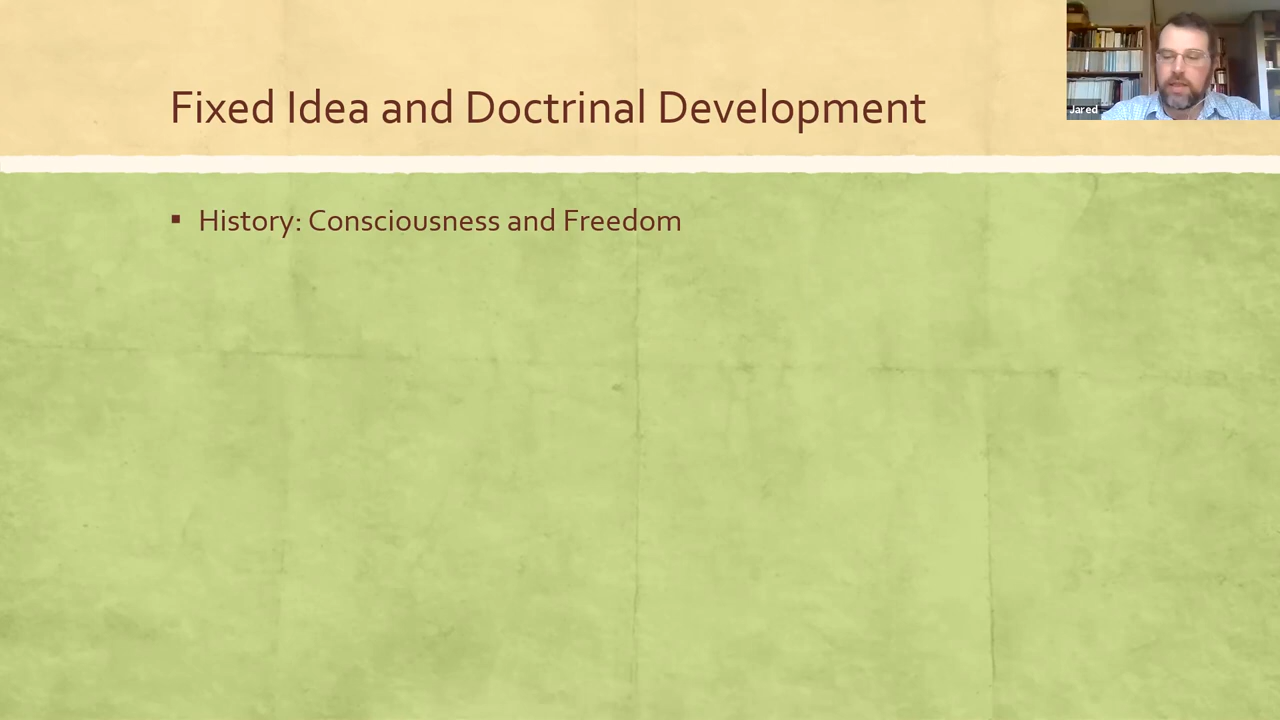 Fixed Idea and Doctrinal Development
Jared
▪ History: Consciousness and Freedom